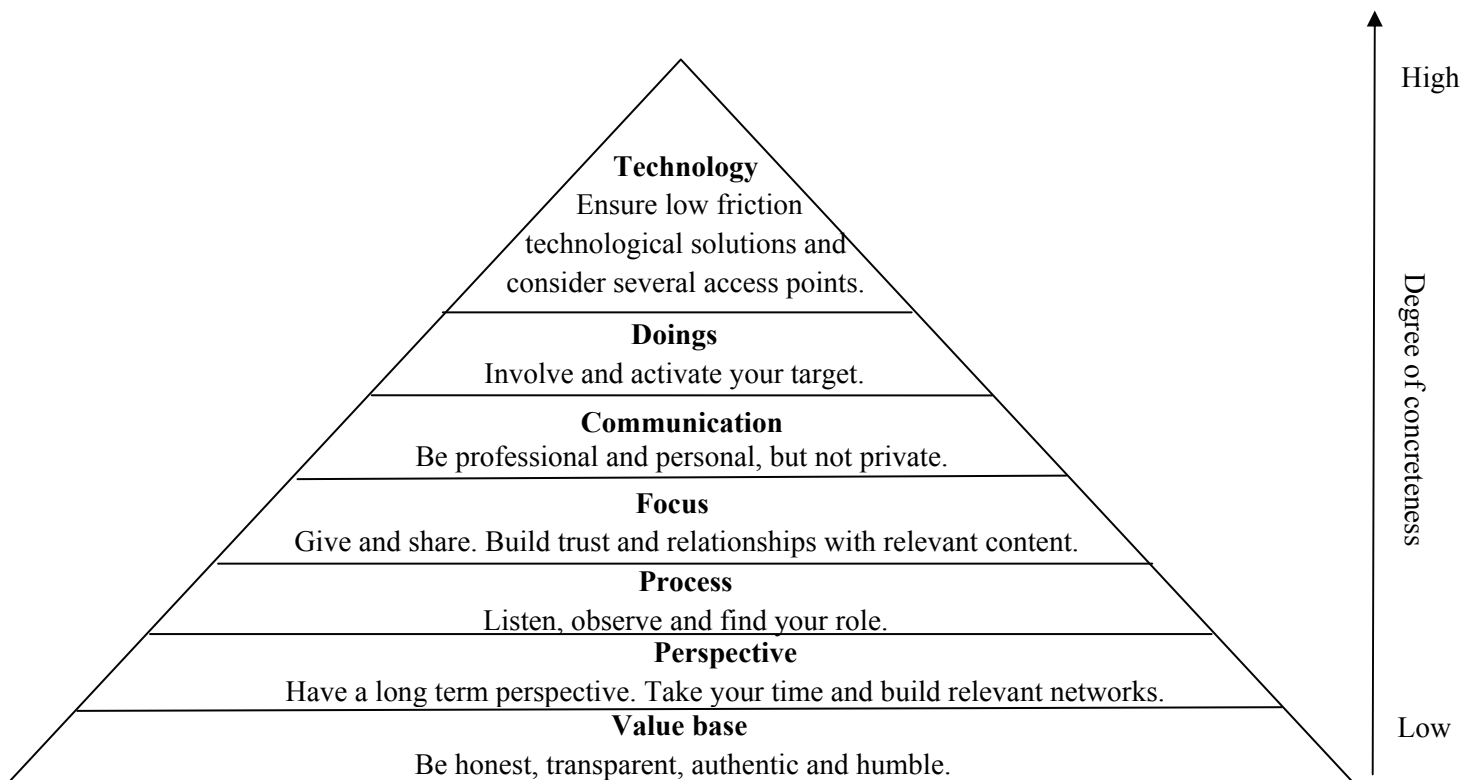 High
Technology
Ensure low friction
technological solutions and
consider several access points.
Doings
Involve and activate your target.
Communication
Be professional and personal, but not private.
Focus
Give and share. Build trust and relationships with relevant content.
Process
Listen, observe and find your role.
Perspective
Have a long term perspective. Take your time and build relevant networks.
Value base
Be honest, transparent, authentic and humble.
Degree of concreteness
Low